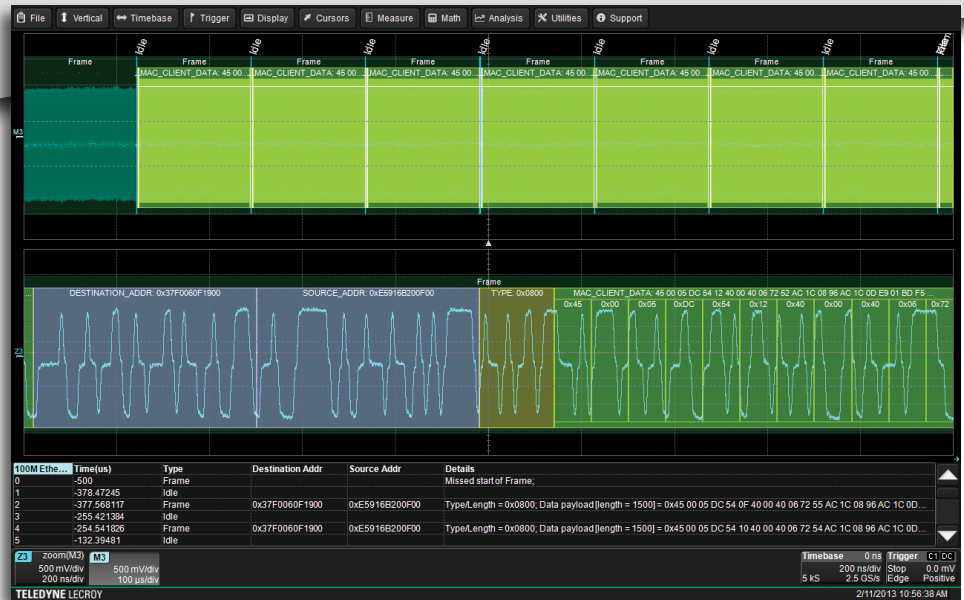 File Vertical Timebase Trigger Display Cursors Measure Math Analysis Utilities Support
Idle Idle Idle Idle Idle Idle Idle
Frame Frame Frame Frame Frame Frame Frame Frame
MAC_CLIENT_DATA: 45 00... MAC_CLIENT_DATA: 45 00... MAC_CLIENT_DATA: 45 00... MAC_CLIENT_DATA: 45 00... MAC_CLIENT_DATA: 45 00... MAC_CLIENT_DATA: 45 00... MAC_CLIENT_DATA: 45 00...
M3
Frame
... DESTINATION_ADDR: 0x37F0060F1900 SOURCE_ADDR: 0xE5916B200F00 TYPE: 0x0800 MAC_CLIENT_DATA: 45 00 05 DC 54 12 40 00 40 06 72 52 AC 1C 08 96 AC 1C 0D E9 01 BD F5 ...
0x45 0x00 0x05 0xDC 0x54 0x12 0x40 0x00 0x40 0x06 0x72
Z3
100M Ethe... Time(us) Type Destination Addr Source Addr Details
0 -500 Frame Missed start of Frame;
1 -378.47245 Idle
2 -377.568117 Frame 0x37F0060F1900 0xE5916B200F00 Type/Length = 0x0800; Data payload [length = 1500] = 0x45 00 05 DC 54 0F 40 00 40 06 72 55 AC 1C 08 96 AC 1C 0D...
3 -255.421384 Idle
4 -254.541826 Frame 0x37F0060F1900 0xE5916B200F00 Type/Length = 0x0800; Data payload [length = 1500] = 0x45 00 05 DC 54 10 40 00 40 06 72 54 AC 1C 08 96 AC 1C 0D...
5 -132.39481 Idle
Z3 zoom(M3) M3 Timebase 0 ns Trigger C1 DC
500 mV/div 500 mV/div 200 ns/div Stop 0.0 mV
200 ns/div 100 µs/div 5 kS 2.5 GS/s Edge Positive
TELEDYNE LECROY 2/11/2013 10:56:38 AM